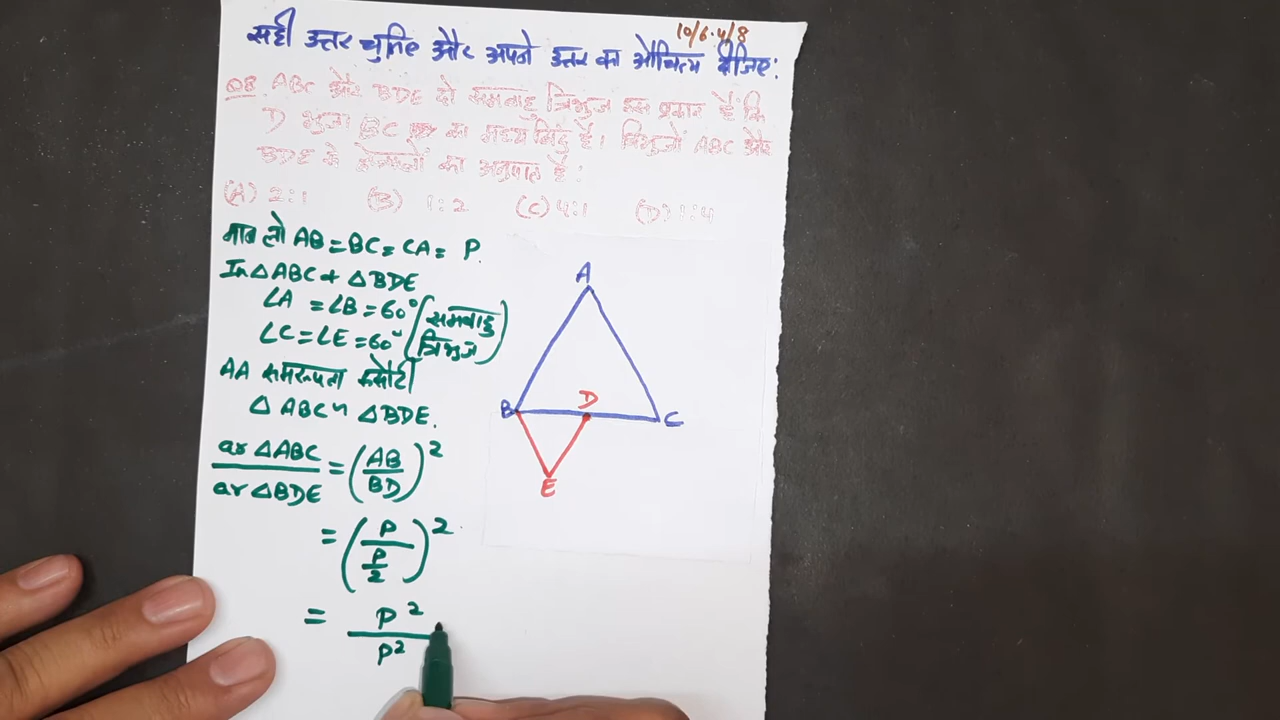 10/6.4/8
सही उत्तर चुनिए और अपने उत्तर का औचित्य दीजिए:
Q8 ABC और BDE दो समबाहु त्रिभुज इस प्रकार हैं कि
D भुजा BC का मध्य बिंदु है। त्रिभुजों ABC और
BDE के क्षेत्रफलों का अनुपात है:
(A) 2:1 (B) 1:2 (C) 4:1 (D) 1:4
मान लो AB = BC = CA = P.
In △ABC & △BDE
∠A = ∠B = 60° (समबाहु
∠C = ∠E = 60° त्रिभुज)
AA समरूपता कसौटी
△ ABC ~ △BDE.
ar △ABC / ar △BDE = (AB / BD)²
= (P / P/2)²
= P² / P²
A
B
D
C
E